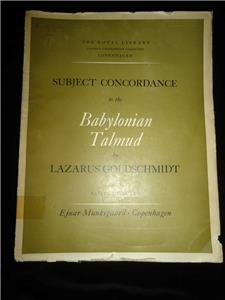 THE ROYAL LIBRARY
COPENHAGEN
SUBJECT CONCORDANCE
to the
Babylonian
Talmud
by
LAZARUS GOLDSCHMIDT
Ejnar Munksgaard · Copenhagen